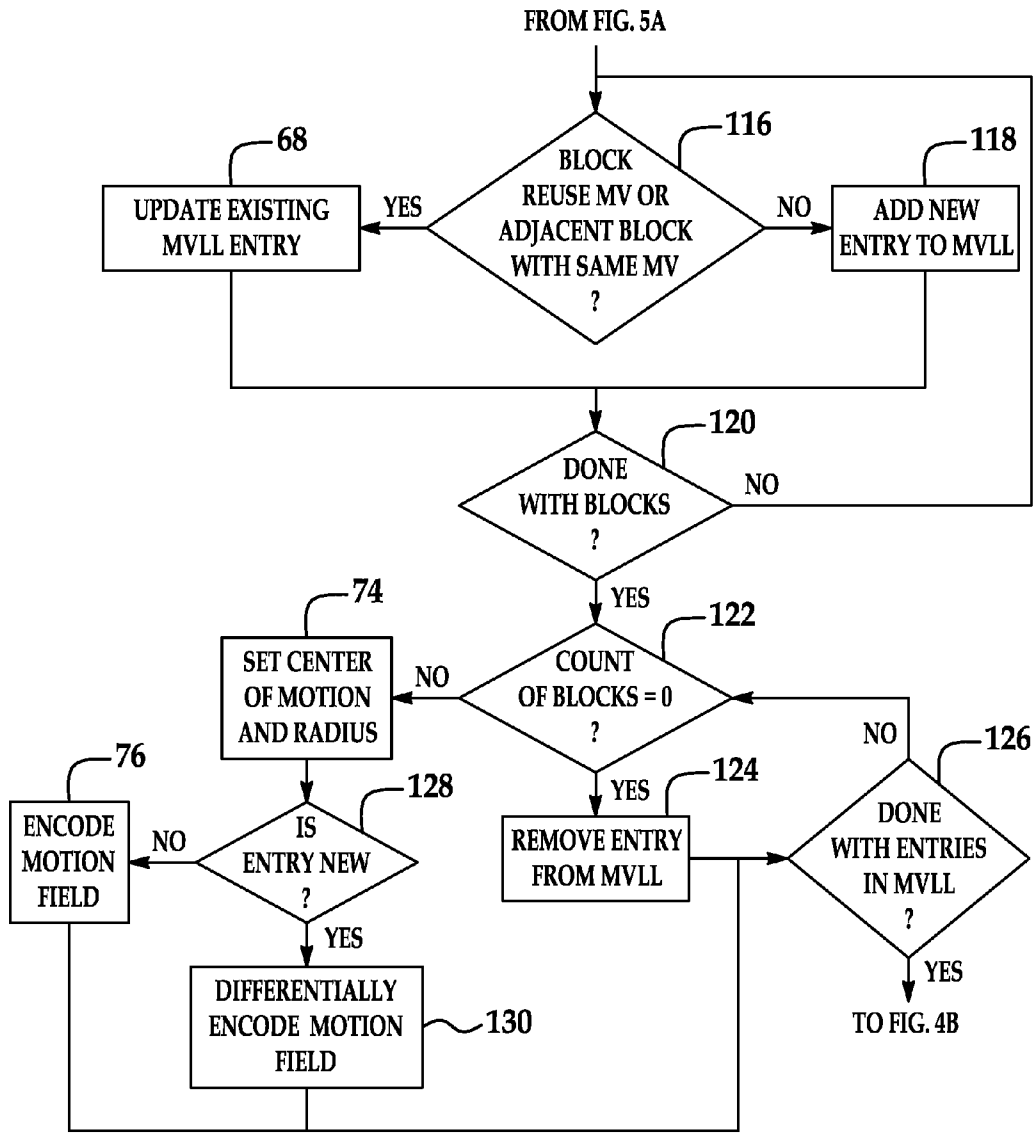 FROM FIG. 5A
116
BLOCK
REUSE MV OR
ADJACENT BLOCK
WITH SAME MV
?
68
UPDATE EXISTING
MVLL ENTRY
YES
NO
118
ADD NEW
ENTRY TO MVLL
120
DONE
WITH BLOCKS
?
NO
YES
122
COUNT
OF BLOCKS = 0
?
NO
YES
74
SET CENTER
OF MOTION
AND RADIUS
124
REMOVE ENTRY
FROM MVLL
126
NO
DONE
WITH ENTRIES
IN MVLL
?
YES
TO FIG. 4B
128
IS
ENTRY NEW
?
NO
YES
76
ENCODE
MOTION
FIELD
DIFFERENTIALLY
ENCODE MOTION
FIELD
130